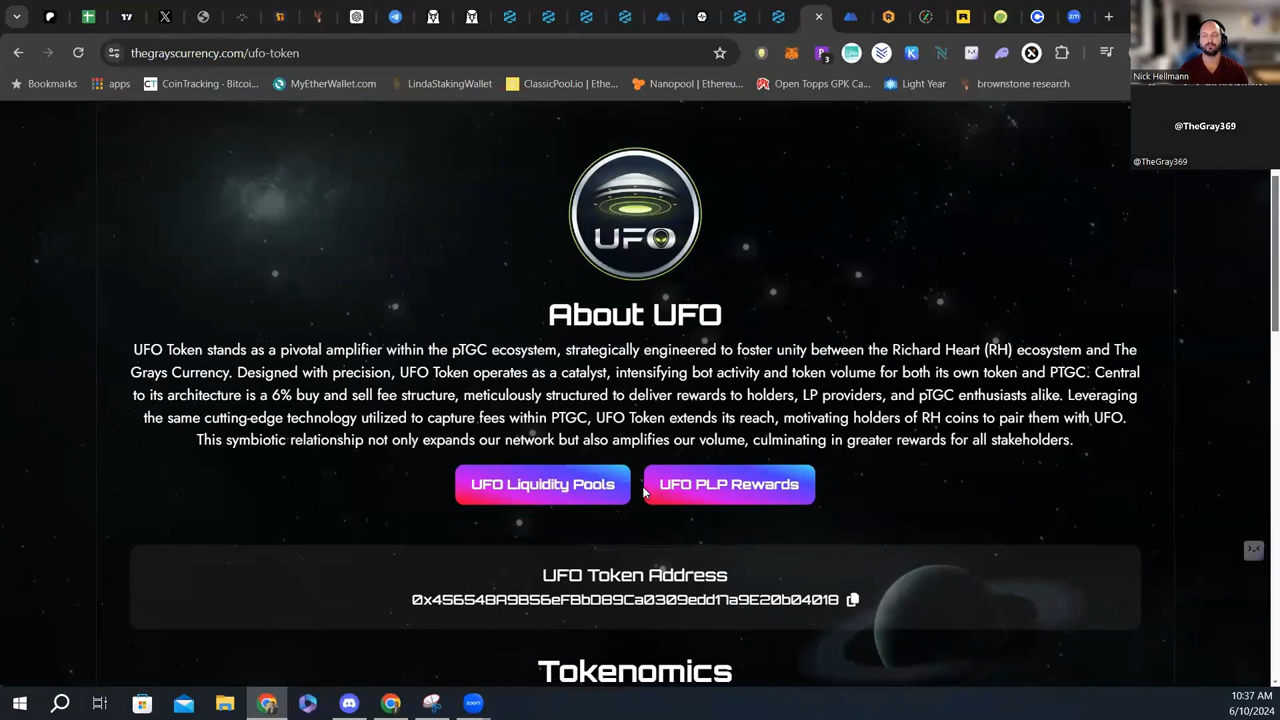 thegrayscurrency.com/ufo-token
Nick Hellmann
Bookmarks apps CoinTracking - Bitcoi... MyEtherWallet.com LindaStakingWallet ClassicPool.io | Ethe... Nanopool | Ethereu... Open Topps GPK Ca... Light Year brownstone research
@TheGray369
@TheGray369
UFO
About UFO
UFO Token stands as a pivotal amplifier within the pTGC ecosystem, strategically engineered to foster unity between the Richard Heart (RH) ecosystem and The
Grays Currency. Designed with precision, UFO Token operates as a catalyst, intensifying bot activity and token volume for both its own token and PTGC. Central
to its architecture is a 6% buy and sell fee structure, meticulously structured to deliver rewards to holders, LP providers, and pTGC enthusiasts alike. Leveraging
the same cutting-edge technology utilized to capture fees within PTGC, UFO Token extends its reach, motivating holders of RH coins to pair them with UFO.
This symbiotic relationship not only expands our network but also amplifies our volume, culminating in greater rewards for all stakeholders.
UFO Liquidity Pools UFO PLP Rewards
UFO Token Address
0x456548A9B56eFBbD89Ca0309edd17a9E20b04018
Tokenomics
10:37 AM
6/10/2024